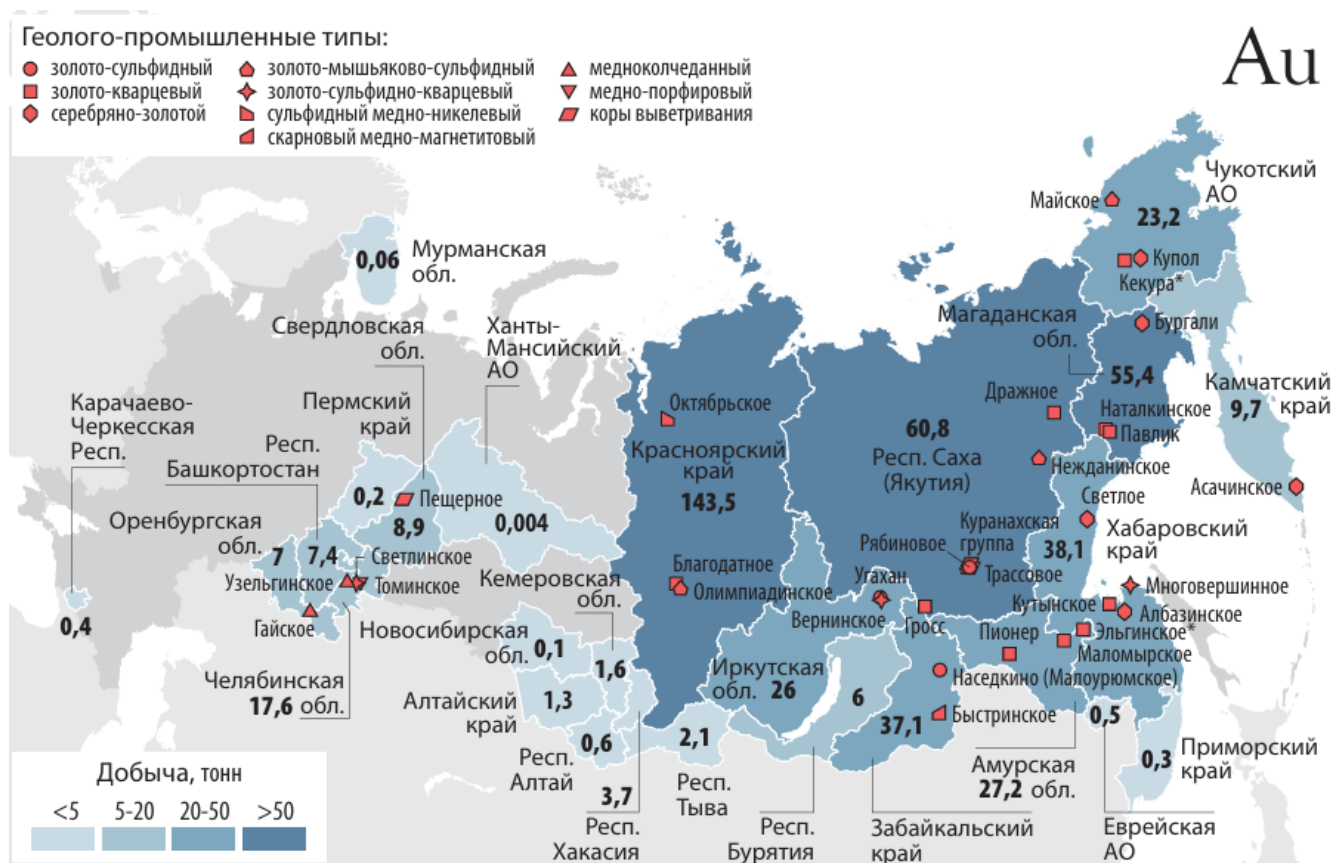 Геолого-промышленные типы:
золото-сульфидный
золото-кварцевый
серебряно-золотой
золото-мышьяково-сульфидный
золото-сульфидно-кварцевый
сульфидный медно-никелевый
скарновый медно-магнетитовый
медноколчеданный
медно-порфировый
коры выветривания
Au
Чукотский
АО
23,2
Майское
Купол
Кекура*
Мурманская
обл.
0,06
Свердловская
обл.
8,9
Ханты-
Мансийский
АО
0,004
Магаданская
обл.
55,4
Бургали
Наталкинское
Павлик
Камчатский
край
9,7
Асачинское
Карачаево-
Черкесская
Респ.
0,4
Пермский
край
0,2
Пещерное
Респ.
Башкортостан
7,4
Оренбургская
обл.
7
Узельгинское
Светлинское
Томинское
Гайское
Челябинская
17,6 обл.
Октябрьское
Красноярский
край
143,5
Благодатное
Олимпиадинское
60,8
Респ. Саха
(Якутия)
Дражное
Нежданинское
Куранахская
группа
Рябиновое
Трассовое
Светлое
Хабаровский
край
38,1
Многовершинное
Албазинское
Кутынское
Эльгинское*
Маломырское
Пионер
Угахан
Вернинское
Гросс
Кемеровская
обл.
1,6
Новосибирская
обл.
0,1
Алтайский
край
1,3
Респ.
Алтай
0,6
3,7
Респ.
Хакасия
2,1
Респ.
Тыва
Иркутская
обл.
26
6
Респ.
Бурятия
Наседкино (Малоурюмское)
Быстринское
37,1
Забайкальский
край
Амурская
27,2 обл.
0,5
Еврейская
АО
0,3
Приморский
край
Добыча, тонн
<5 5-20 20-50 >50